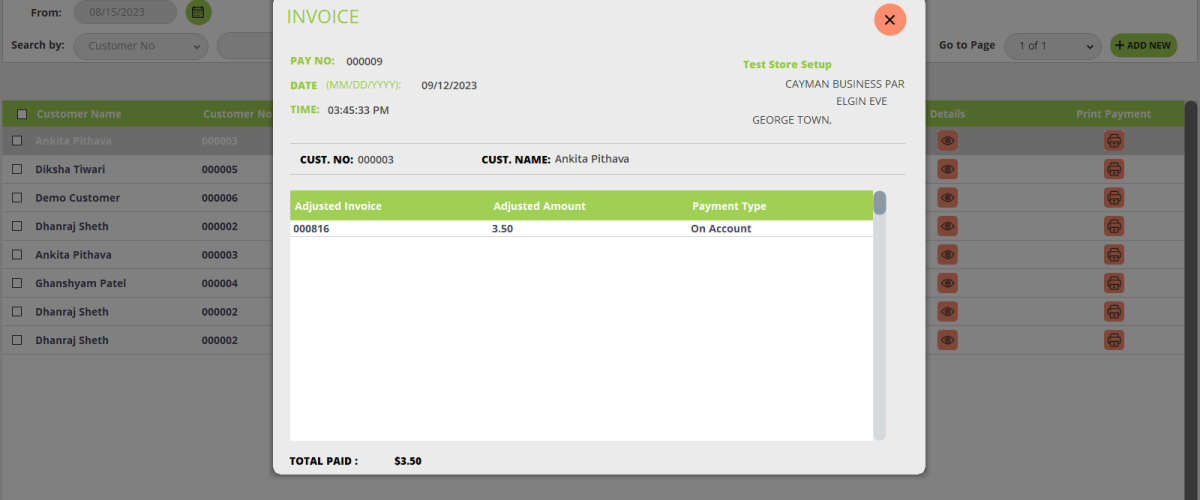 From: 08/15/2023
Search by: Customer No
Go to Page 1 of 1 + ADD NEW
INVOICE
PAY NO: 000009
DATE (MM/DD/YYYY): 09/12/2023
TIME: 03:45:33 PM
Test Store Setup
CAYMAN BUSINESS PAR
ELGIN EVE
GEORGE TOWN,
CUST. NO: 000003 CUST. NAME: Ankita Pithava
Adjusted Invoice Adjusted Amount Payment Type
000816 3.50 On Account
TOTAL PAID : $3.50
Customer Name Customer No Details Print Payment
Ankita Pithava 000003
Diksha Tiwari 000005
Demo Customer 000006
Dhanraj Sheth 000002
Ankita Pithava 000003
Ghanshyam Patel 000004
Dhanraj Sheth 000002
Dhanraj Sheth 000002